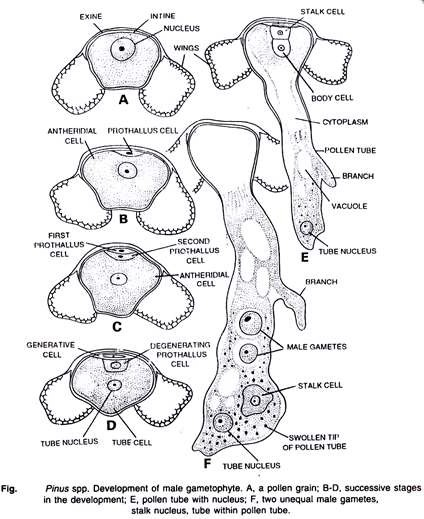 EXINE
INTINE
NUCLEUS
WINGS
A
STALK CELL
BODY CELL
CYTOPLASM
POLLEN TUBE
BRANCH
VACUOLE
TUBE NUCLEUS
E
ANTHERIDIAL
CELL
PROTHALLUS CELL
B
FIRST
PROTHALLUS
CELL
SECOND
PROTHALLUS
CELL
ANTHERIDIAL
CELL
C
GENERATIVE
CELL
DEGENERATING
PROTHALLUS
CELL
TUBE NUCLEUS
TUBE CELL
D
BRANCH
MALE GAMETES
STALK CELL
SWOLLEN TIP
OF POLLEN TUBE
TUBE NUCLEUS
F
Fig. Pinus spp. Development of male gametophyte. A, a pollen grain; B-D, successive stages
in the development; E, pollen tube with nucleus; F, two unequal male gametes,
stalk nucleus, tube within pollen tube.